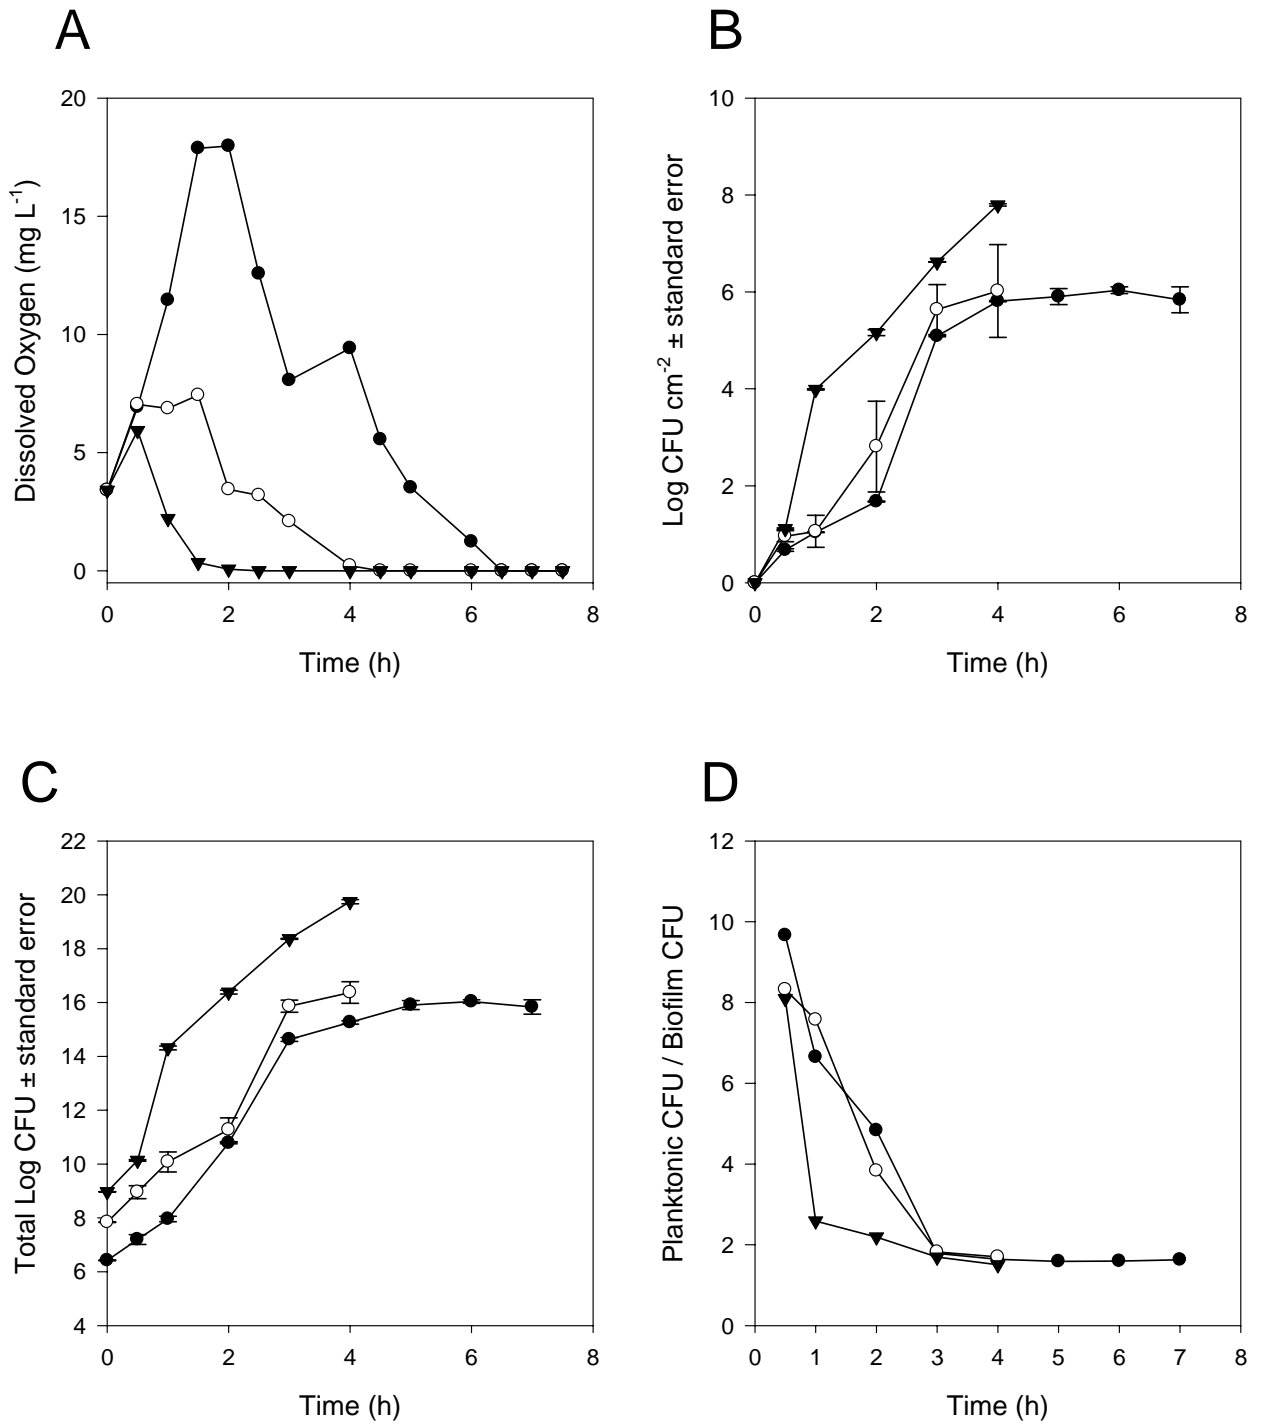 A
20
15
10
5
0
Dissolved Oxygen (mg L-1)
0 2 4 6 8
Time (h)
B
10
8
6
4
2
0
Log CFU cm-2 ± standard error
0 2 4 6 8
Time (h)
C
22
20
18
16
14
12
10
8
6
4
Total Log CFU ± standard error
0 2 4 6 8
Time (h)
D
12
10
8
6
4
2
0
Planktonic CFU / Biofilm CFU
0 1 2 3 4 5 6 7 8
Time (h)